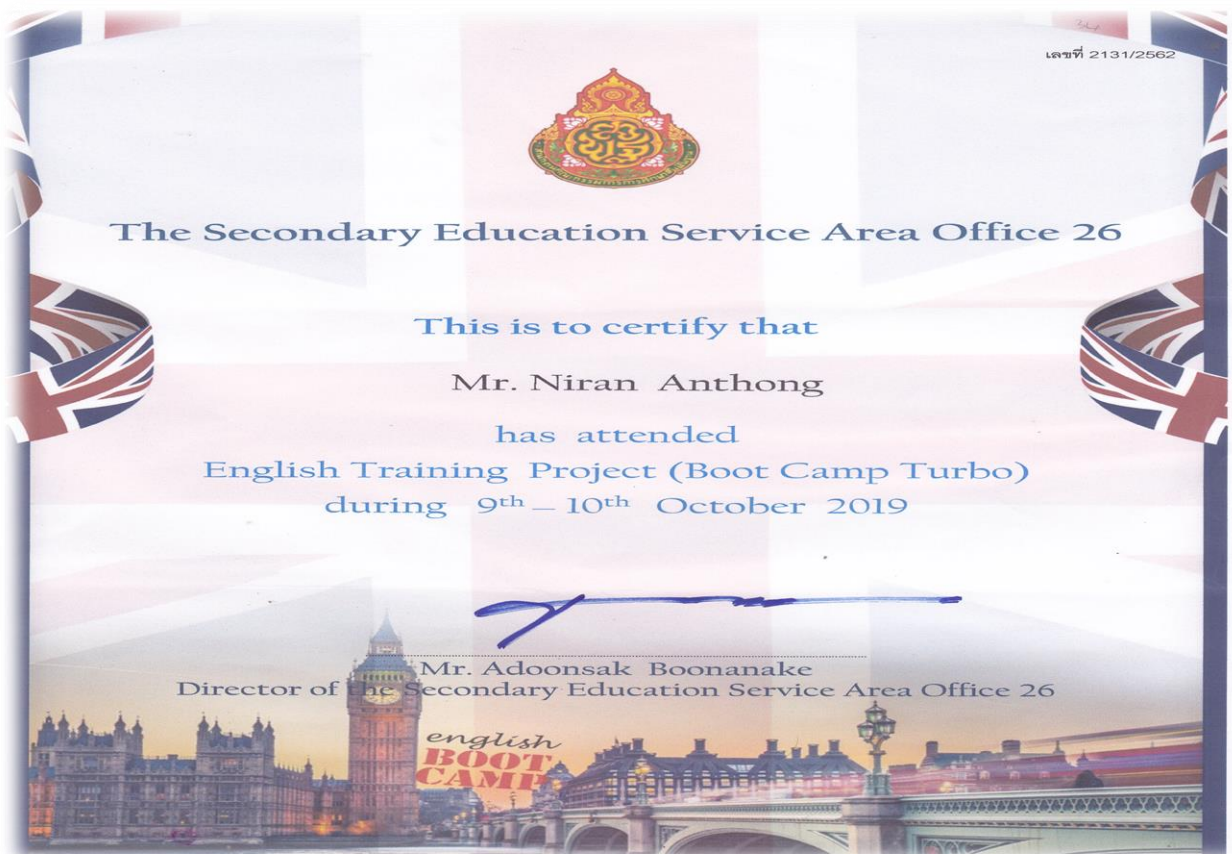 เลขที่ 2131/2562
The Secondary Education Service Area Office 26
This is to certify that
Mr. Niran Anthong
has attended
English Training Project (Boot Camp Turbo)
during 9th – 10th October 2019
Mr. Adoonsak Boonanake
Director of the Secondary Education Service Area Office 26
english
BOOT
CAMP